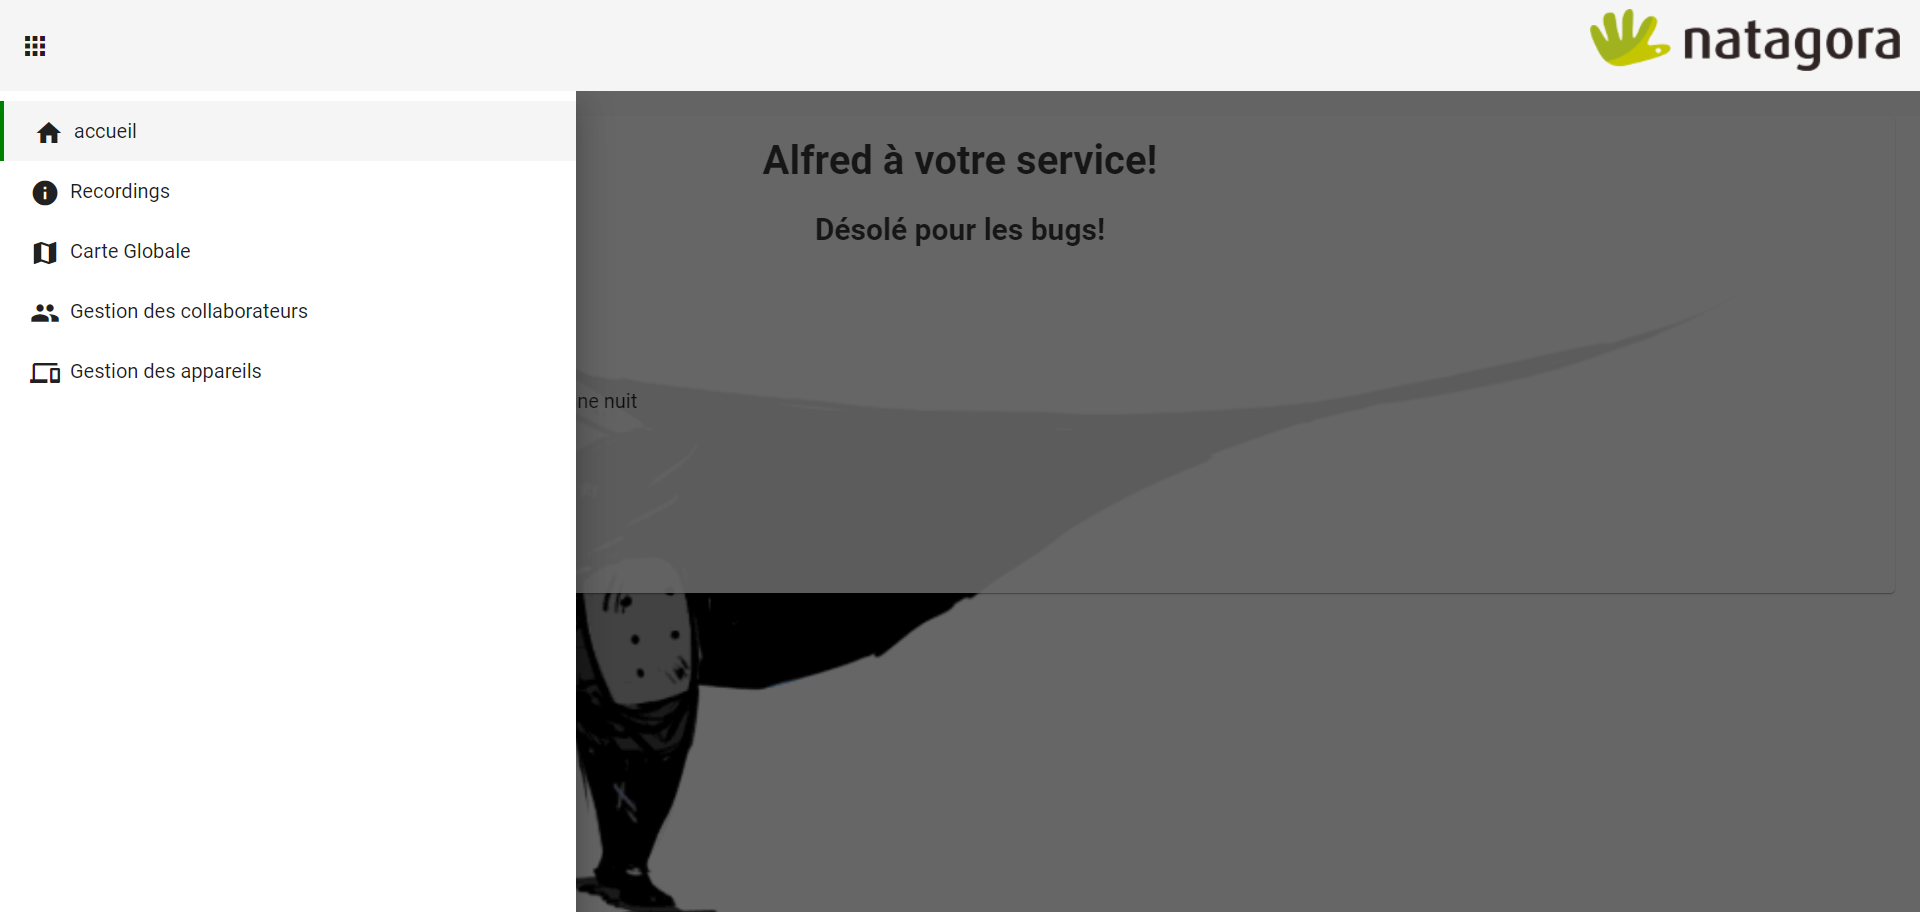 natagora
accueil
Recordings
Carte Globale
Gestion des collaborateurs
Gestion des appareils
Alfred à votre service!
Désolé pour les bugs!
ne nuit